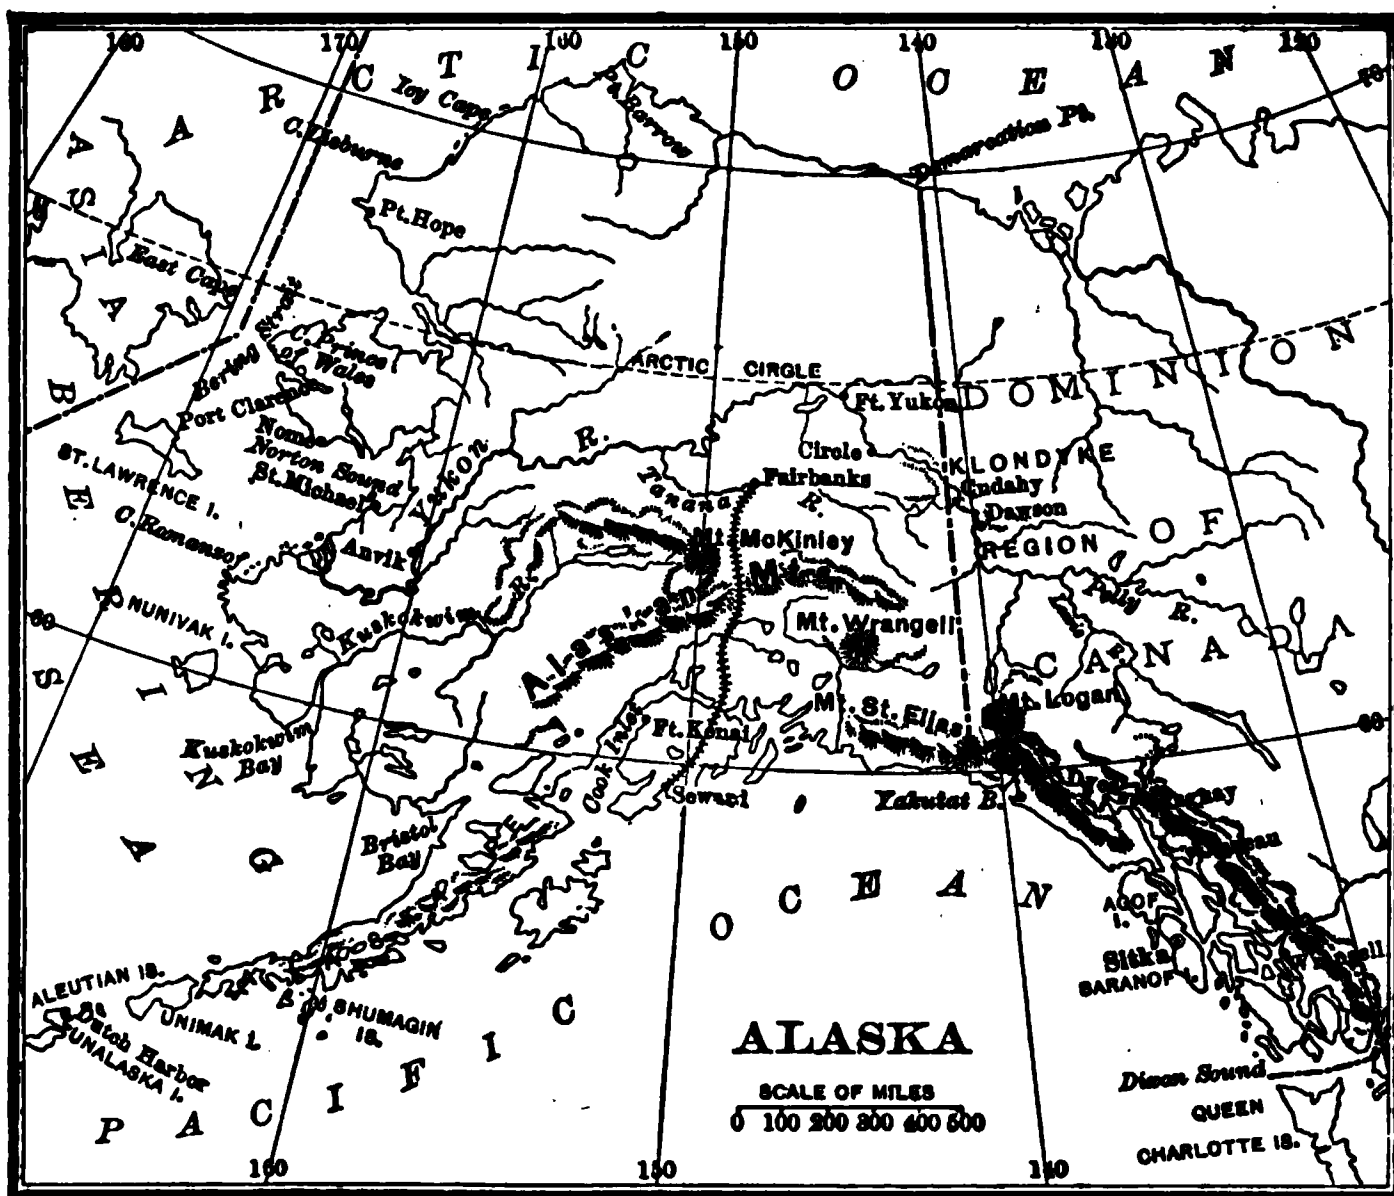 160 170 160 150 140 130 120
ARCTIC OCEAN
70
Icy Cape
Pt. Barrow
C. Lisburne
Demarcation Pt.
ASIA
Pt. Hope
East Cape
Bering Strait
C. Prince
of Wales
ARCTIC CIRCLE
DOMINION
Port Clarence
Ft. Yukon
Nome
Norton Sound
St. Michaels
Yukon R.
Circle
KLONDYKE
ST. LAWRENCE I.
Tanana R.
Fairbanks
Cudahy
Dawson
C. Romanzof
OF
Anvik
Mt. McKinley
REGION
BERING SEA
Pelly R.
NUNIVAK I.
60
Kuskokwim R.
A-l-a-s-k-a-n Mtns
Mt. Wrangell
CANADA
Mt. Logan
Mt. St. Elias
Kuskokwim
Bay
Cook Inlet
Ft. Kenai
60
Seward
Yakutat B.
Bristol
Bay
Sitka
BARANOF I.
Wrangell
ALEUTIAN IS.
UNIMAK I.
SHUMAGIN
IS.
Dutch Harbor
UNALASKA I.
PACIFIC OCEAN
ALASKA
SCALE OF MILES
0 100 200 300 400 500
Dixon Sound
QUEEN
CHARLOTTE IS.
160 150 140